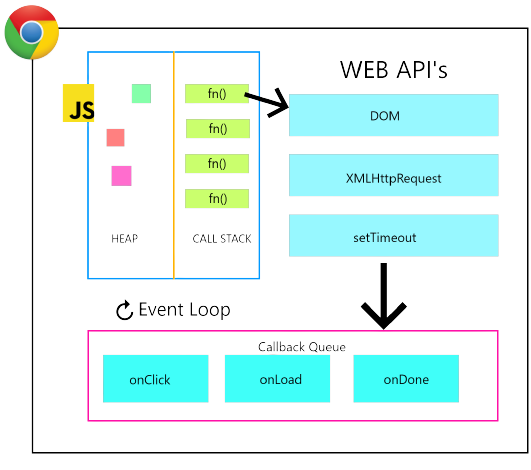 WEB API's
JS
fn()
fn()
fn()
fn()
HEAP
CALL STACK
DOM
XMLHttpRequest
setTimeout
Event Loop
Callback Queue
onClick
onLoad
onDone